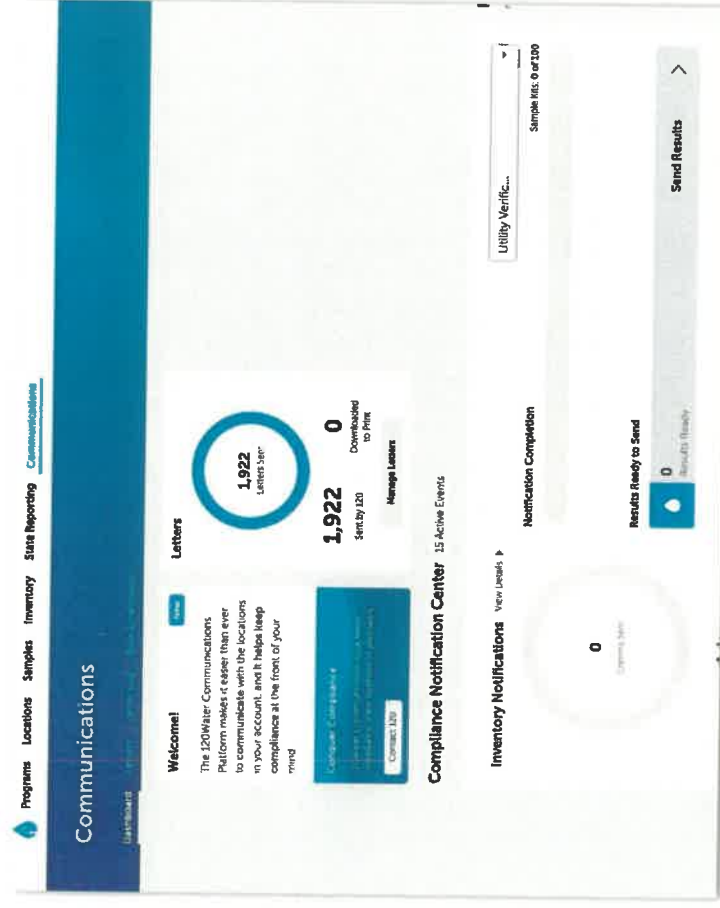 Programs Locations Samples Inventory State Reporting Communications
Communications
Dashboard
Welcome!
New
The 120Water Communications
Platform makes it easier than ever
to communicate with the locations
in your account, and it helps keep
compliance at the front of your
mind
Conquer Compliance
Contact 120
Letters
1,922
Letters Sent
1,922
Sent by 120
0
Downloaded
to Print
Manage Letters
Compliance Notification Center 15 Active Events
Inventory Notifications View Details
0
Utility Verific...
Notification Completion
Sample Kits: 0 of 100
Results Ready to Send
0
Results Ready
Send Results